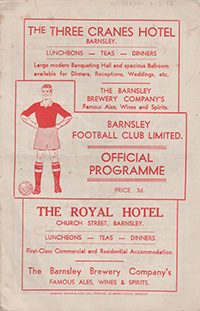 THE THREE CRANES HOTEL
BARNSLEY.
LUNCHEONS — TEAS — DINNERS
Large modern Banqueting Hall and spacious Ballroom
available for Dinners, Receptions, Weddings, etc.
THE BARNSLEY
BREWERY COMPANY'S
Famous Ales, Wines and Spirits.
BARNSLEY
FOOTBALL CLUB LIMITED.
OFFICIAL
PROGRAMME
PRICE 3d.
THE ROYAL HOTEL
CHURCH STREET, BARNSLEY.
LUNCHEONS — TEAS — DINNERS
First-Class Commercial and Residential Accommodation.
The Barnsley Brewery Company's
FAMOUS ALES, WINES & SPIRITS.